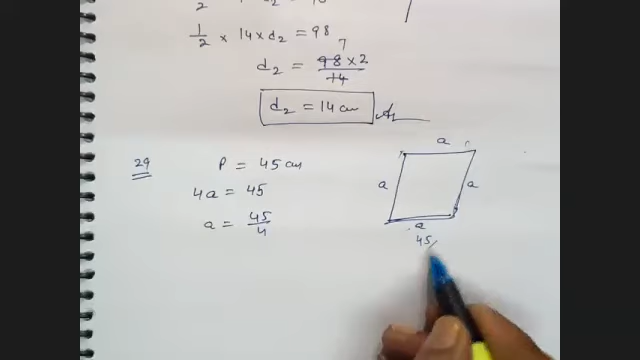 1/2 × 14 × d₂ = 98
d₂ = 98 × 2 / 14
7
d₂ = 14 cm
29
P = 45 cm
4a = 45
a = 45/4
a
a
a
a
45